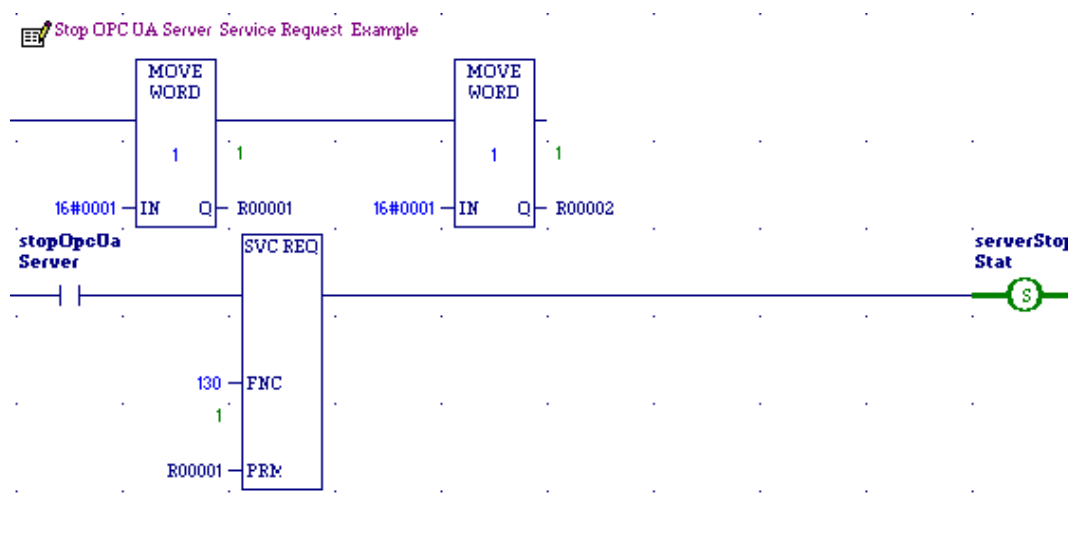 Stop OPC UA Server Service Request Example
MOVE WORD
MOVE WORD
1
1
1
1
16#0001 IN Q R00001
16#0001 IN Q R00002
stopOpcUa
Server
SVC REQ
serverStop
Stat
S
130 FNC
1
R00001 PRM